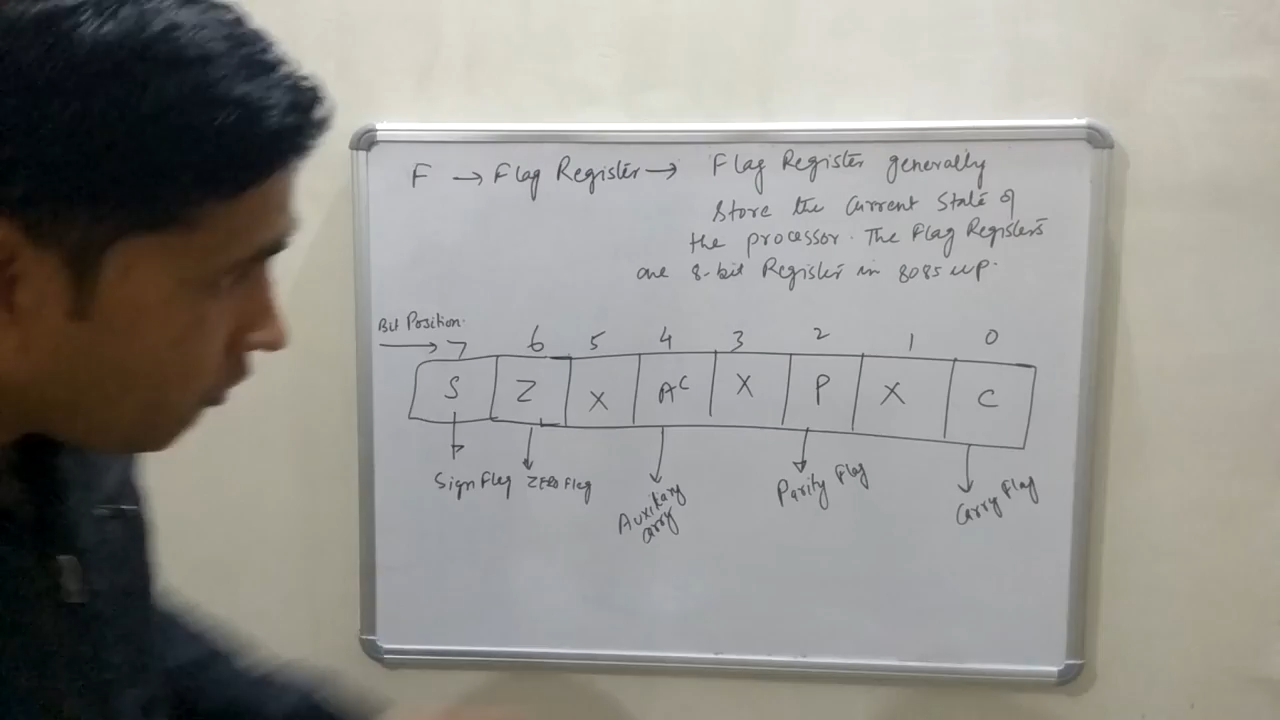 F → Flag Register → Flag Register generally
store the current state of
the processor. The Flag Registers
are 8-bit Register in 8085 up.
Bit Position
7 6 5 4 3 2 1 0
S Z X AC X P X C
Sign Flag Zero Flag Auxiliary carry Parity Flag Carry Flag